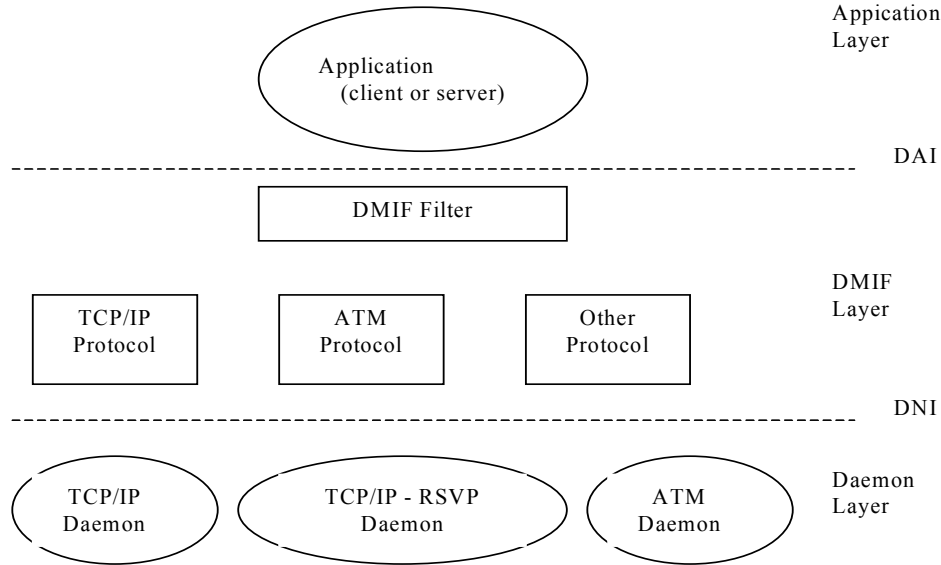 Appication
Layer
Application
(client or server)
DAI
DMIF Filter
DMIF
Layer
TCP/IP
Protocol
ATM
Protocol
Other
Protocol
DNI
Daemon
Layer
TCP/IP
Daemon
TCP/IP - RSVP
Daemon
ATM
Daemon